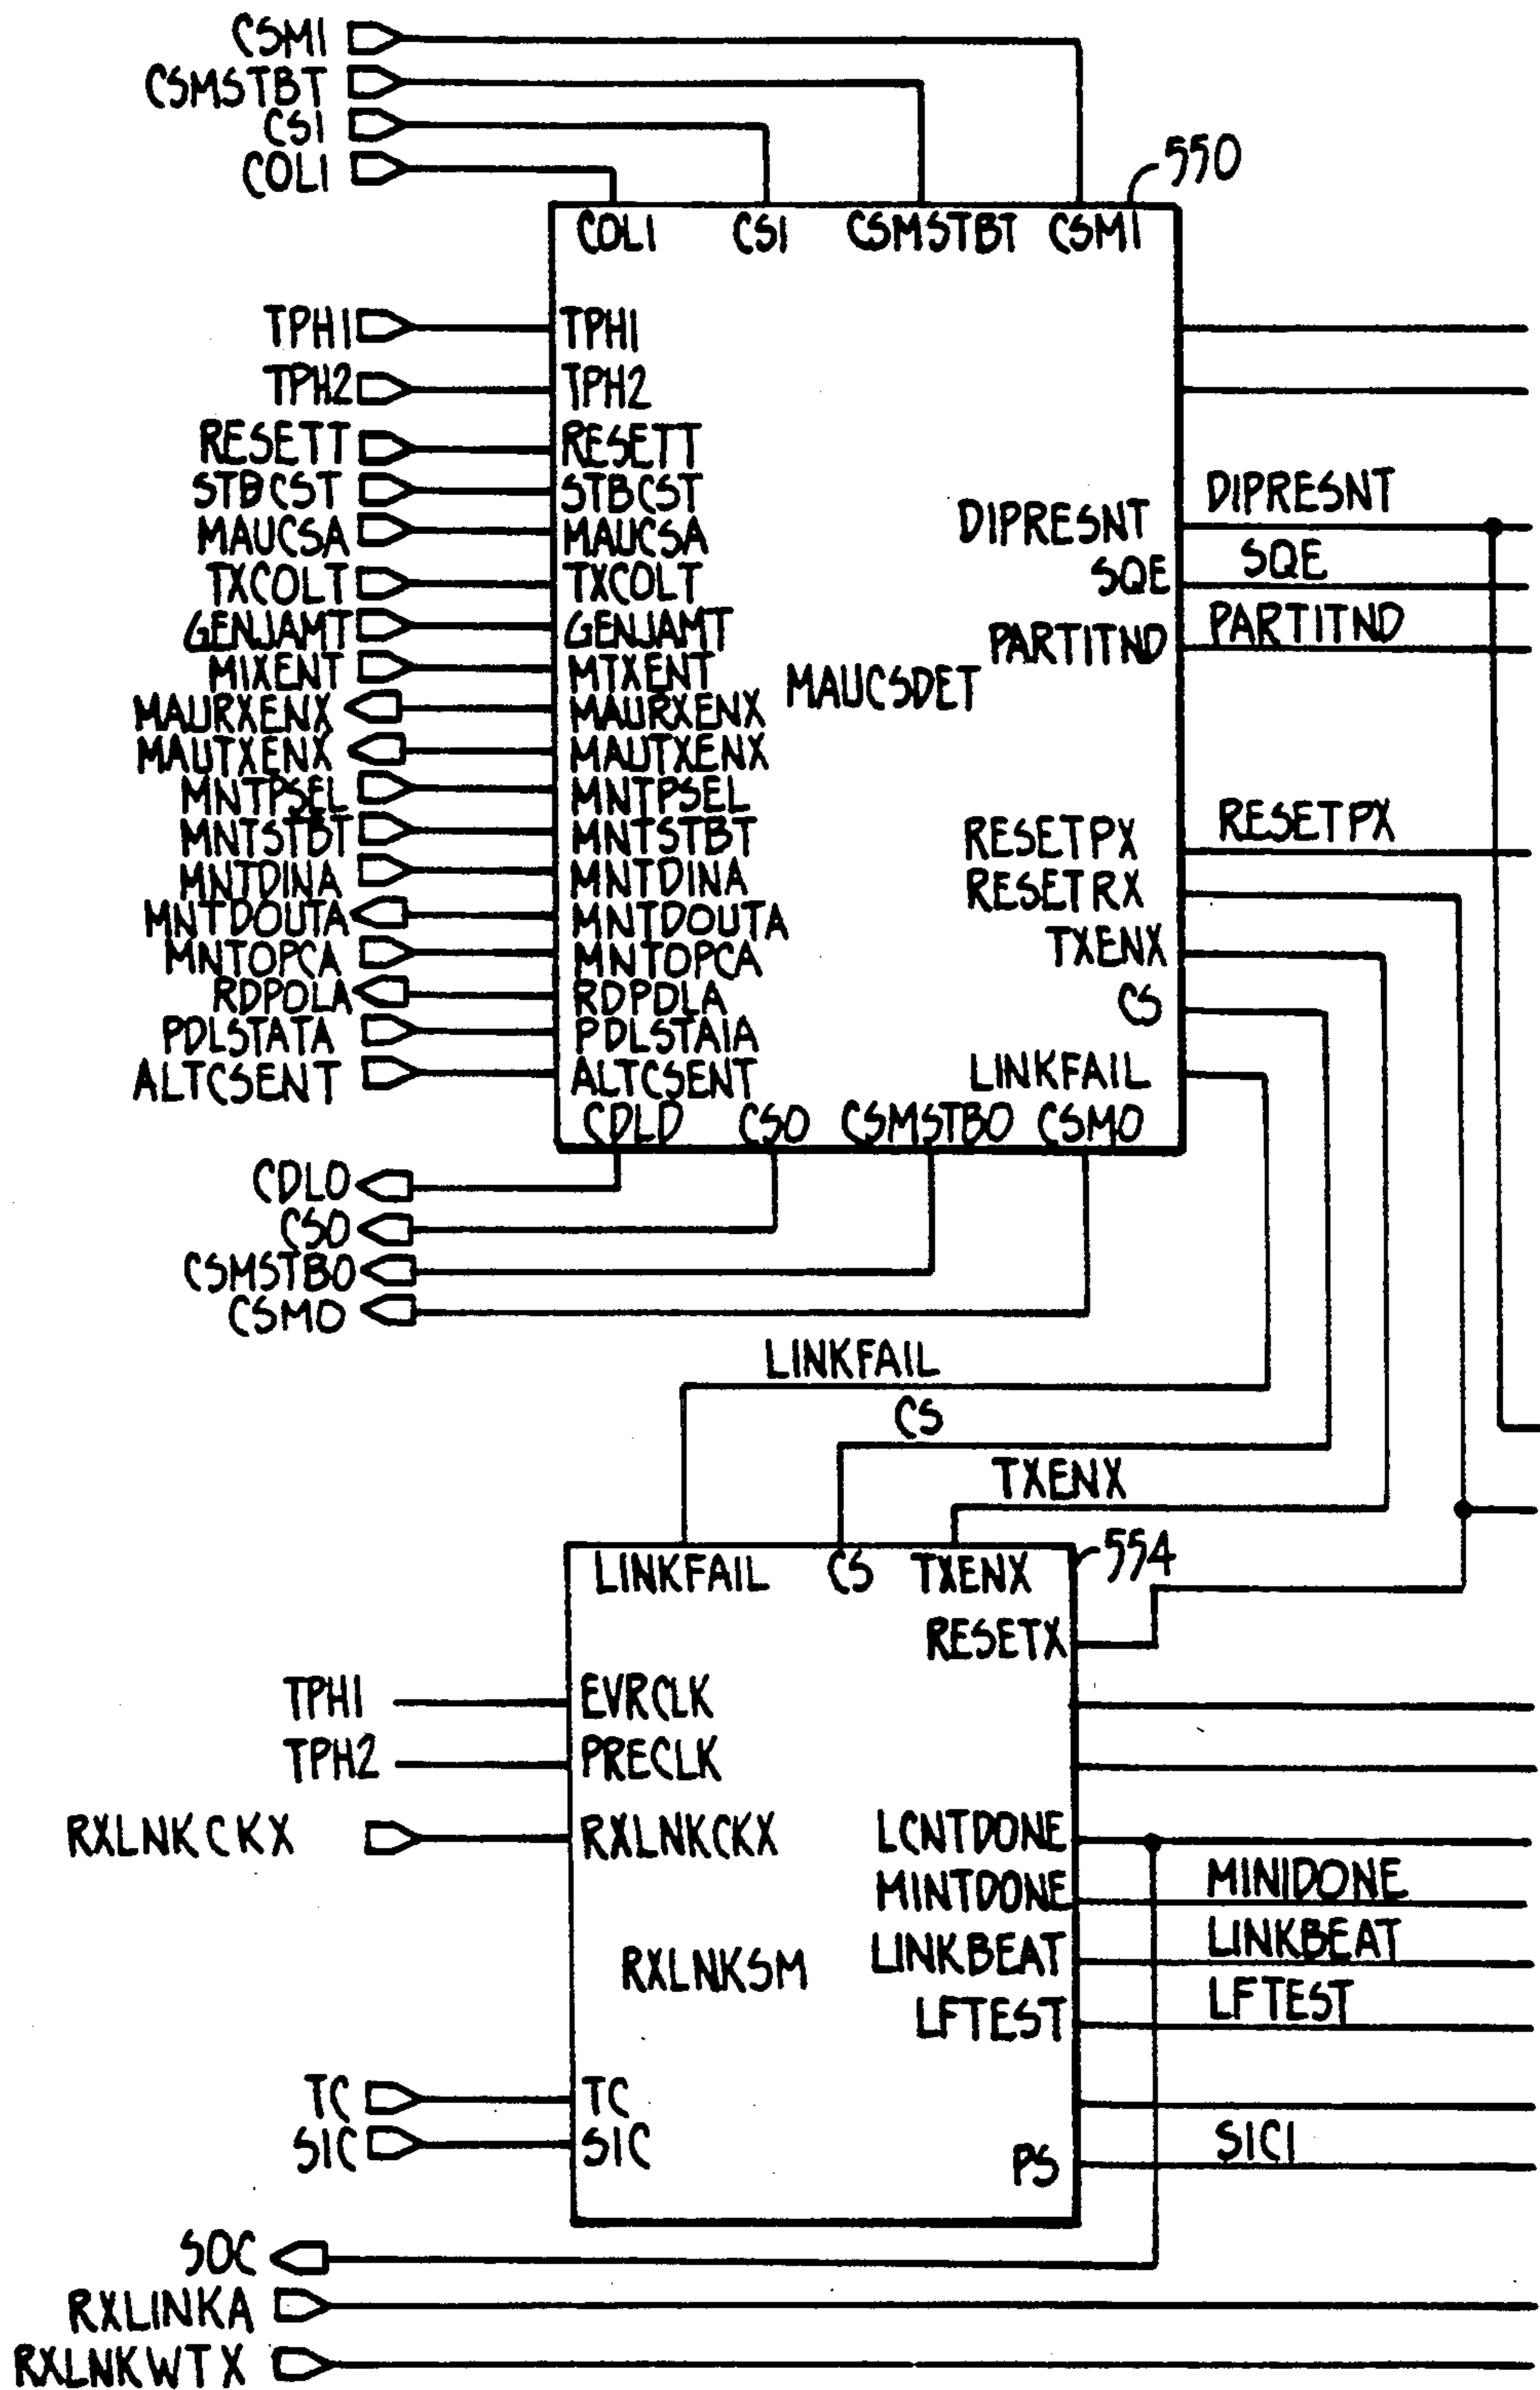 CSMI
CSMSTBT
CSI
COLI
550
COLI CSI CSMSTBT CSMI
TPH1 TPH1
TPH2 TPH2
RESETT RESETT
STBCST STBCST
DIPRESNT DIPRESNT
MAUCSA MAUCSA
SQE SQE
TXCOLT TXCOLT
GENJAMT GENJAMT
PARTITND PARTITND
MIXENT MTXENT
MAUCSDET
MAURXENX MAURXENX
MAUTXENX MAUTXENX
MNTPSEL MNTPSEL
MNTSTBT MNTSTBT
RESETPX RESETPX
MNTDINA MNTDINA
RESETRX
MNTDOUTA MNTDOUTA
MNTOPCA MNTOPCA
TXENX
RDPOLA RDPDLA
CS
PDLSTATA PDLSTAIA
ALTCSENT ALTCSENT
LINKFAIL
CDLD CSO CSMSTBO CSMO
CDLO
CSO
CSMSTBO
CSMO
LINKFAIL
CS
TXENX
554
LINKFAIL CS TXENX
RESETX
TPH1 EVRCLK
TPH2 PRECLK
RXLNKCKX RXLNKCKX LCNTDONE
MINTDONE MINIDONE
LINKBEAT LINKBEAT
RXLNKSM
LFTEST LFTEST
TC TC
SIC SIC
PS SICI
SOC
RXLINKA
RXLNKWTX